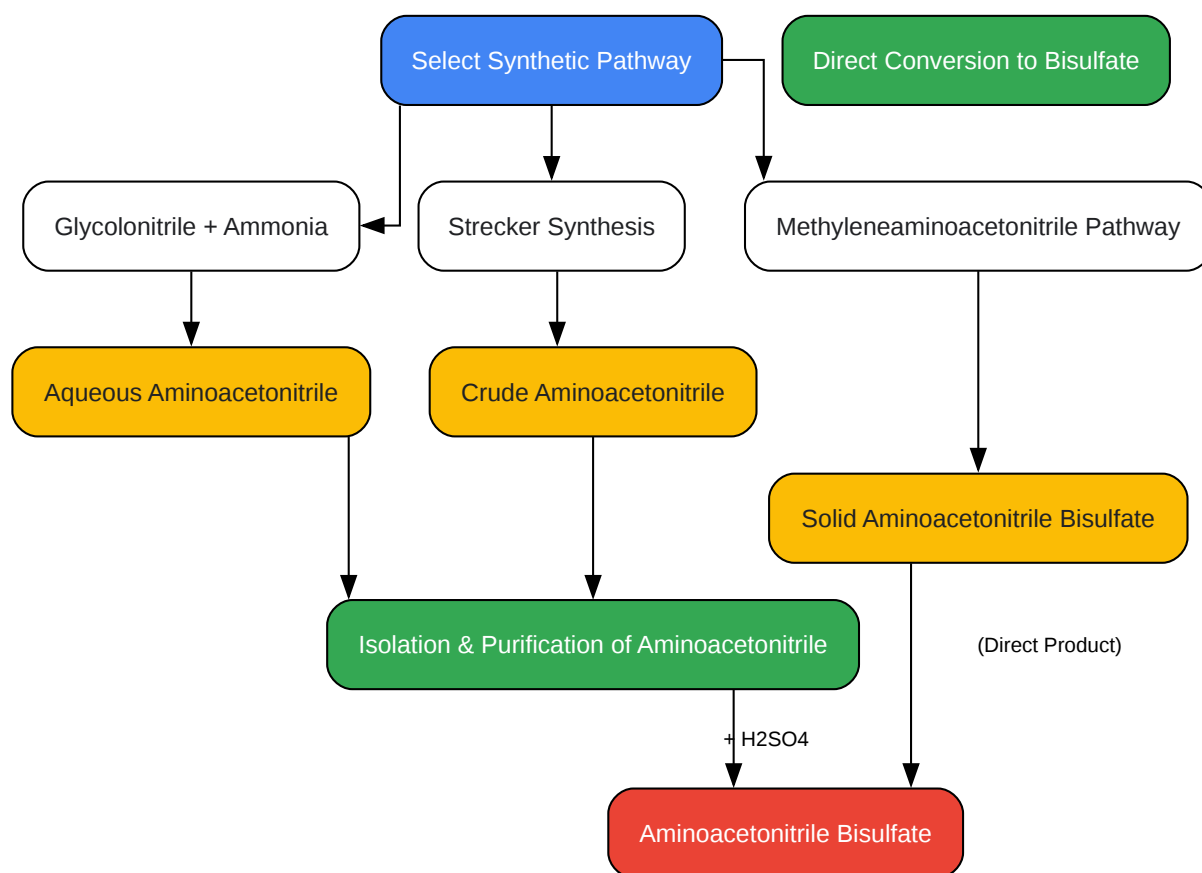 Select Synthetic Pathway
Direct Conversion to Bisulfate
Glycolonitrile + Ammonia
Strecker Synthesis
Methyleneaminoacetonitrile Pathway
Aqueous Aminoacetonitrile
Crude Aminoacetonitrile
Solid Aminoacetonitrile Bisulfate
Isolation & Purification of Aminoacetonitrile
(Direct Product)
+ H2SO4
Aminoacetonitrile Bisulfate